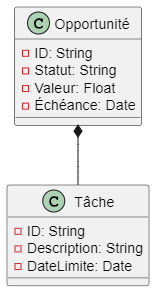 C Opportunité
ID: String
Statut: String
Valeur: Float
Échéance: Date
C Tâche
ID: String
Description: String
DateLimite: Date